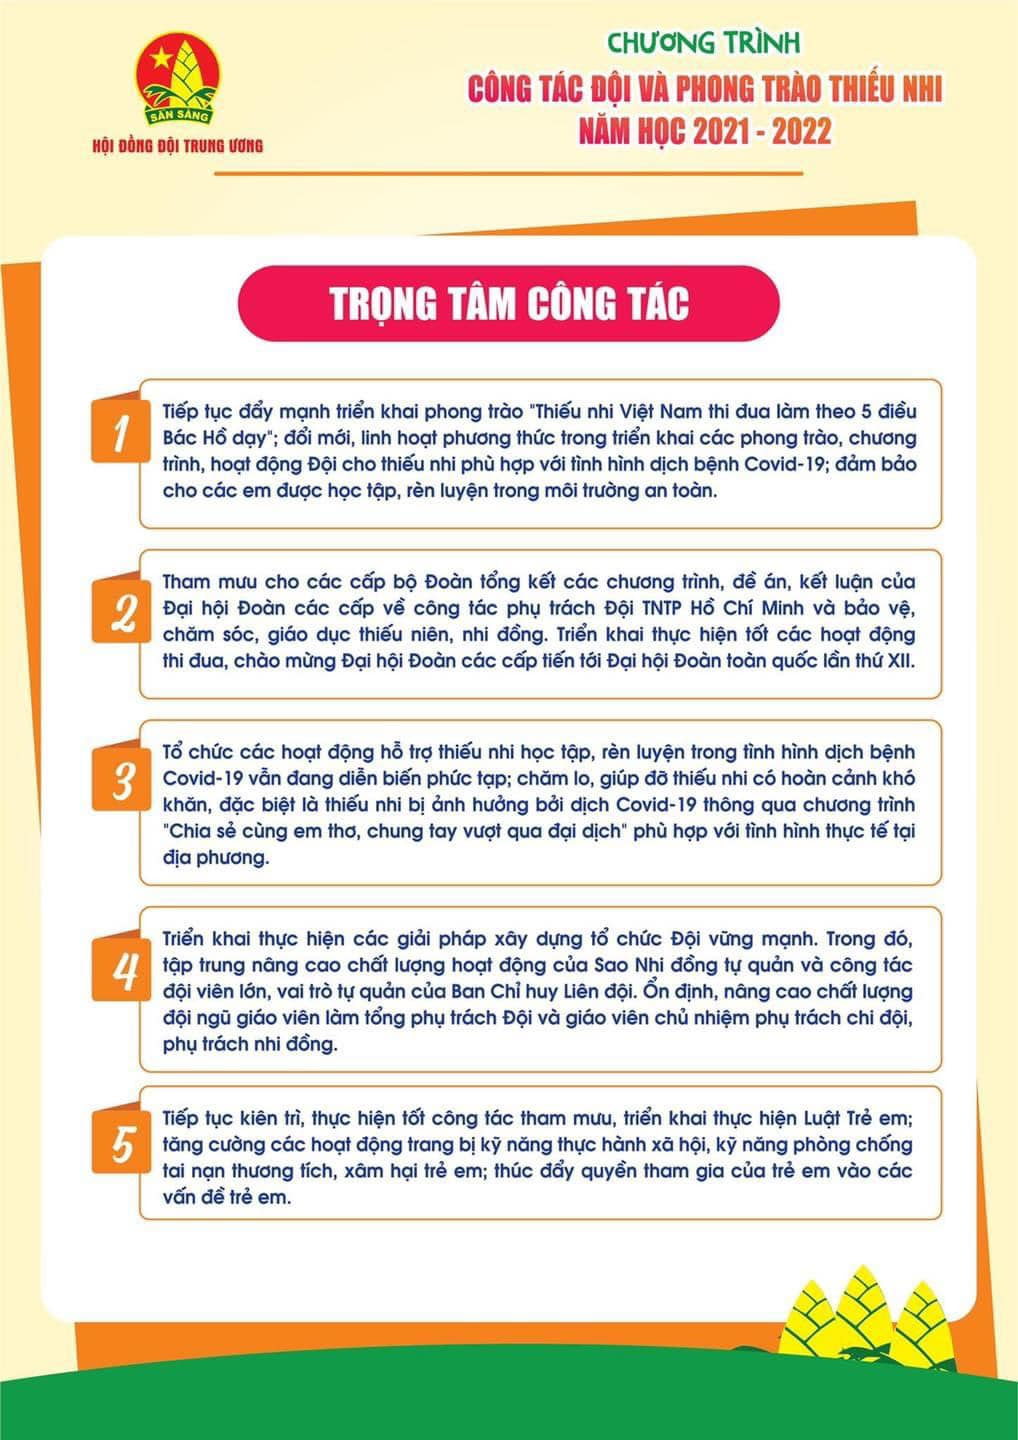 SẴN SÀNG
HỘI ĐỒNG ĐỘI TRUNG ƯƠNG
CHƯƠNG TRÌNH
CÔNG TÁC ĐỘI VÀ PHONG TRÀO THIẾU NHI
NĂM HỌC 2021 - 2022
TRỌNG TÂM CÔNG TÁC
1
Tiếp tục đẩy mạnh triển khai phong trào "Thiếu nhi Việt Nam thi đua làm theo 5 điều
Bác Hồ dạy"; đổi mới, linh hoạt phương thức trong triển khai các phong trào, chương
trình, hoạt động Đội cho thiếu nhi phù hợp với tình hình dịch bệnh Covid-19; đảm bảo
cho các em được học tập, rèn luyện trong môi trường an toàn.
2
Tham mưu cho các cấp bộ Đoàn tổng kết các chương trình, đề án, kết luận của
Đại hội Đoàn các cấp về công tác phụ trách Đội TNTP Hồ Chí Minh và bảo vệ,
chăm sóc, giáo dục thiếu niên, nhi đồng. Triển khai thực hiện tốt các hoạt động
thi đua, chào mừng Đại hội Đoàn các cấp tiến tới Đại hội Đoàn toàn quốc lần thứ XII.
3
Tổ chức các hoạt động hỗ trợ thiếu nhi học tập, rèn luyện trong tình hình dịch bệnh
Covid-19 vẫn đang diễn biến phức tạp; chăm lo, giúp đỡ thiếu nhi có hoàn cảnh khó
khăn, đặc biệt là thiếu nhi bị ảnh hưởng bởi dịch Covid-19 thông qua chương trình
"Chia sẻ cùng em thơ, chung tay vượt qua đại dịch" phù hợp với tình hình thực tế tại
địa phương.
4
Triển khai thực hiện các giải pháp xây dựng tổ chức Đội vững mạnh. Trong đó,
tập trung nâng cao chất lượng hoạt động của Sao Nhi đồng tự quản và công tác
đội viên lớn, vai trò tự quản của Ban Chỉ huy Liên đội. Ổn định, nâng cao chất lượng
đội ngũ giáo viên làm tổng phụ trách Đội và giáo viên chủ nhiệm phụ trách chi đội,
phụ trách nhi đồng.
5
Tiếp tục kiên trì, thực hiện tốt công tác tham mưu, triển khai thực hiện Luật Trẻ em;
tăng cường các hoạt động trang bị kỹ năng thực hành xã hội, kỹ năng phòng chống
tai nạn thương tích, xâm hại trẻ em; thúc đẩy quyền tham gia của trẻ em vào các
vấn đề trẻ em.